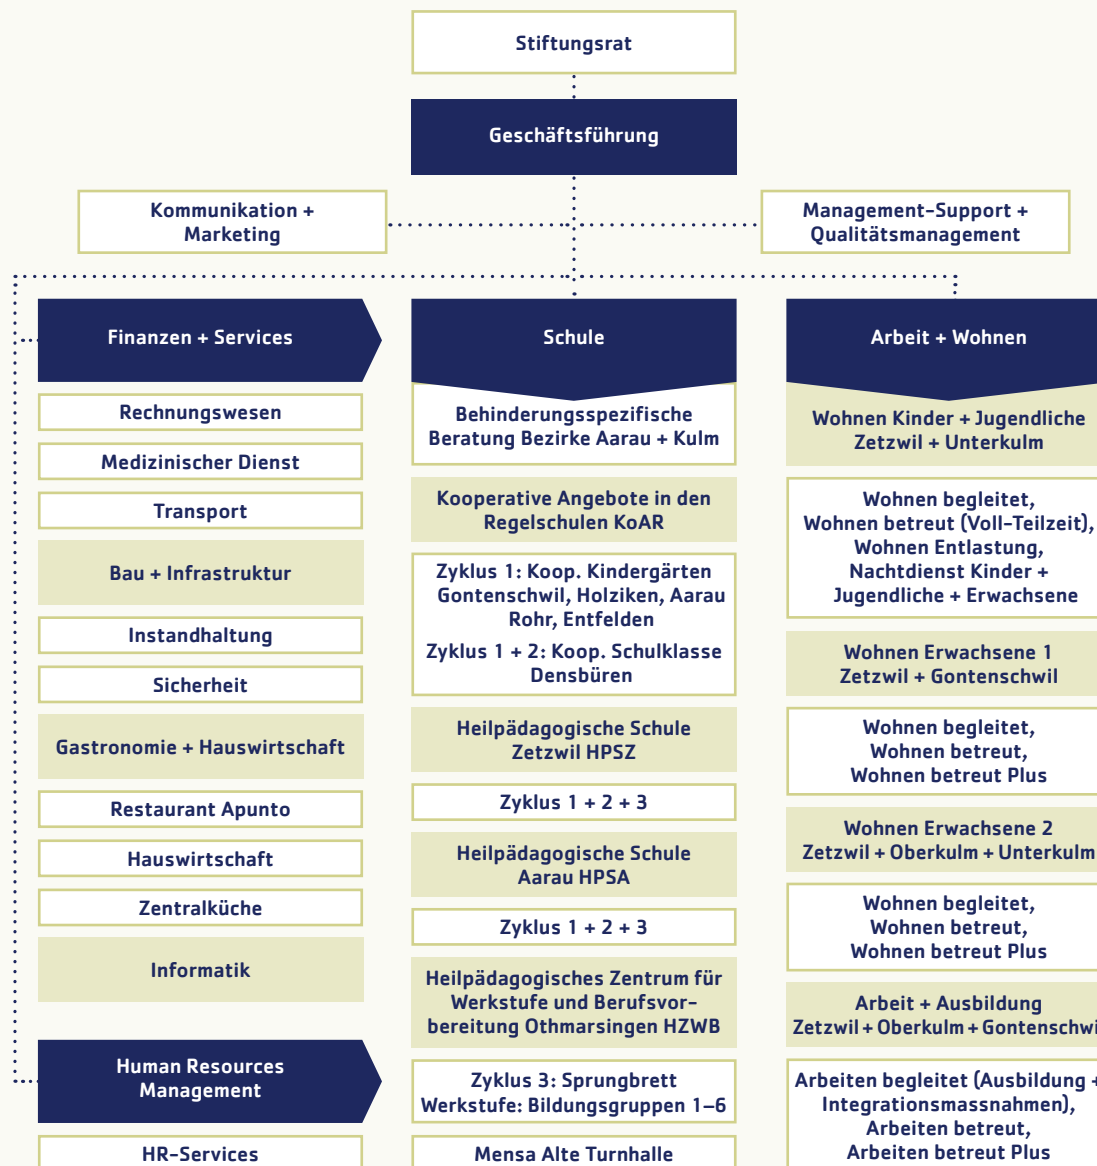 Stiftungsrat
Geschäftsführung
Kommunikation +
Marketing
Management-Support +
Qualitätsmanagement
Finanzen + Services
Rechnungswesen
Medizinischer Dienst
Transport
Bau + Infrastruktur
Instandhaltung
Sicherheit
Gastronomie + Hauswirtschaft
Restaurant Apunto
Hauswirtschaft
Zentralküche
Informatik
Human Resources
Management
HR-Services
Schule
Behinderungsspezifische
Beratung Bezirke Aarau + Kulm
Kooperative Angebote in den
Regelschulen KoAR
Zyklus 1: Koop. Kindergärten
Gontenschwil, Holziken, Aarau
Rohr, Entfelden
Zyklus 1 + 2: Koop. Schulklasse
Densbüren
Heilpädagogische Schule
Zetzwil HPSZ
Zyklus 1 + 2 + 3
Heilpädagogische Schule
Aarau HPSA
Zyklus 1 + 2 + 3
Heilpädagogisches Zentrum für
Werkstufe und Berufsvor-
bereitung Othmarsingen HZWB
Zyklus 3: Sprungbrett
Werkstufe: Bildungsgruppen 1–6
Mensa Alte Turnhalle
Arbeit + Wohnen
Wohnen Kinder + Jugendliche
Zetzwil + Unterkulm
Wohnen begleitet,
Wohnen betreut (Voll-Teilzeit),
Wohnen Entlastung,
Nachtdienst Kinder +
Jugendliche + Erwachsene
Wohnen Erwachsene 1
Zetzwil + Gontenschwil
Wohnen begleitet,
Wohnen betreut,
Wohnen betreut Plus
Wohnen Erwachsene 2
Zetzwil + Oberkulm + Unterkulm
Wohnen begleitet,
Wohnen betreut,
Wohnen betreut Plus
Arbeit + Ausbildung
Zetzwil + Oberkulm + Gontenschwi
Arbeiten begleitet (Ausbildung +
Integrationsmassnahmen),
Arbeiten betreut,
Arbeiten betreut Plus